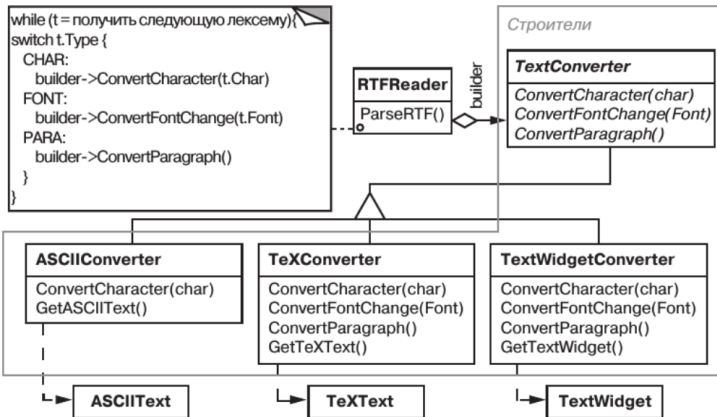 while (t = получить следующую лексему){
switch t.Type {
CHAR:
builder->ConvertCharacter(t.Char)
FONT:
builder->ConvertFontChange(t.Font)
PARA:
builder->ConvertParagraph()
}
}
RTFReader
ParseRTF()
builder
Строители
TextConverter
ConvertCharacter(char)
ConvertFontChange(Font)
ConvertParagraph()
ASCIIConverter
ConvertCharacter(char)
GetASCIIText()
TeXConverter
ConvertCharacter(char)
ConvertFontChange(Font)
ConvertParagraph()
GetTeXText()
TextWidgetConverter
ConvertCharacter(char)
ConvertFontChange(Font)
ConvertParagraph()
GetTextWidget()
ASCIIText
TeXText
TextWidget